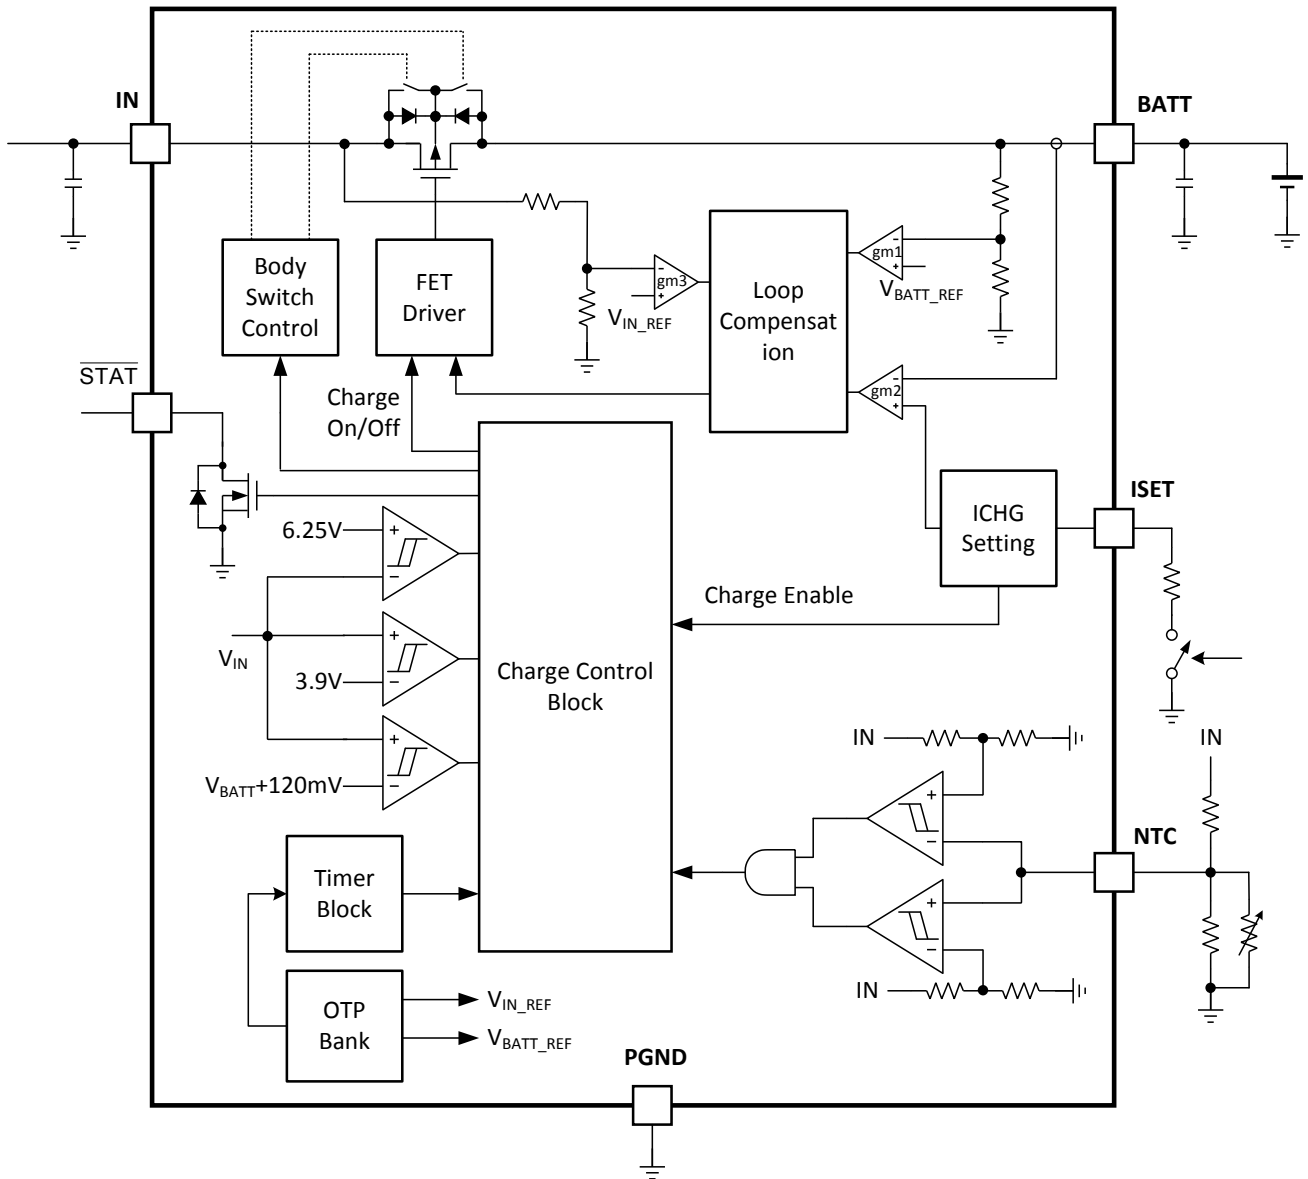 IN
BATT
Body
Switch
Control
FET
Driver
gm3
+
−
V_IN_REF
Loop
Compensat
ion
gm1
−
+
V_BATT_REF
gm2
−
+
STAT
Charge
On/Off
ICHG
Setting
ISET
6.25V
+
−
V_IN
+
3.9V
−
+
V_BATT+120mV
−
Charge Control
Block
Charge Enable
IN
+
−
+
−
IN
NTC
IN
Timer
Block
OTP
Bank
V_IN_REF
V_BATT_REF
PGND